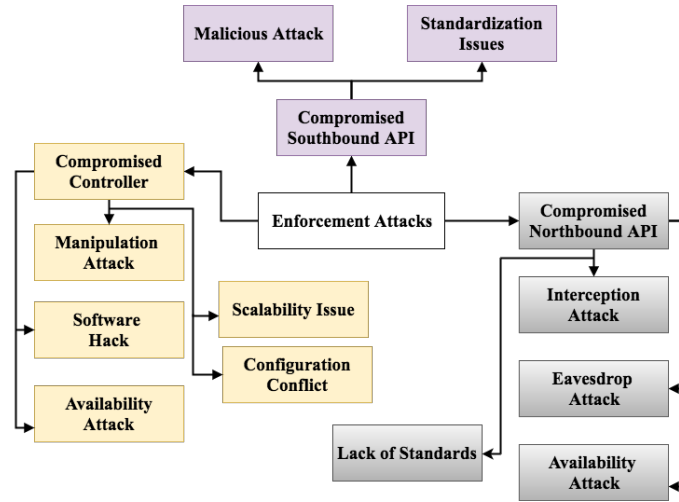 Malicious Attack
Standardization
Issues
Compromised
Southbound API
Compromised
Controller
Enforcement Attacks
Compromised
Northbound API
Manipulation
Attack
Scalability Issue
Interception
Attack
Software
Hack
Configuration
Conflict
Eavesdrop
Attack
Availability
Attack
Lack of Standards
Availability
Attack